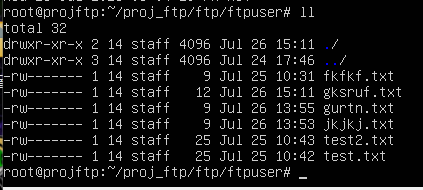 root@projftp:~/proj_ftp/ftp/ftpuser# ll
total 32
drwxr-xr-x 2 14 staff 4096 Jul 26 15:11 ./
drwxr-xr-x 3 14 staff 4096 Jul 24 17:46 ../
-rw------- 1 14 staff    9 Jul 25 10:31 fkfkf.txt
-rw------- 1 14 staff   12 Jul 26 15:11 gksruf.txt
-rw------- 1 14 staff    9 Jul 26 13:55 gurtn.txt
-rw------- 1 14 staff    9 Jul 26 13:53 jkjkj.txt
-rw------- 1 14 staff   25 Jul 25 10:43 test2.txt
-rw------- 1 14 staff   25 Jul 25 10:42 test.txt
root@projftp:~/proj_ftp/ftp/ftpuser# _